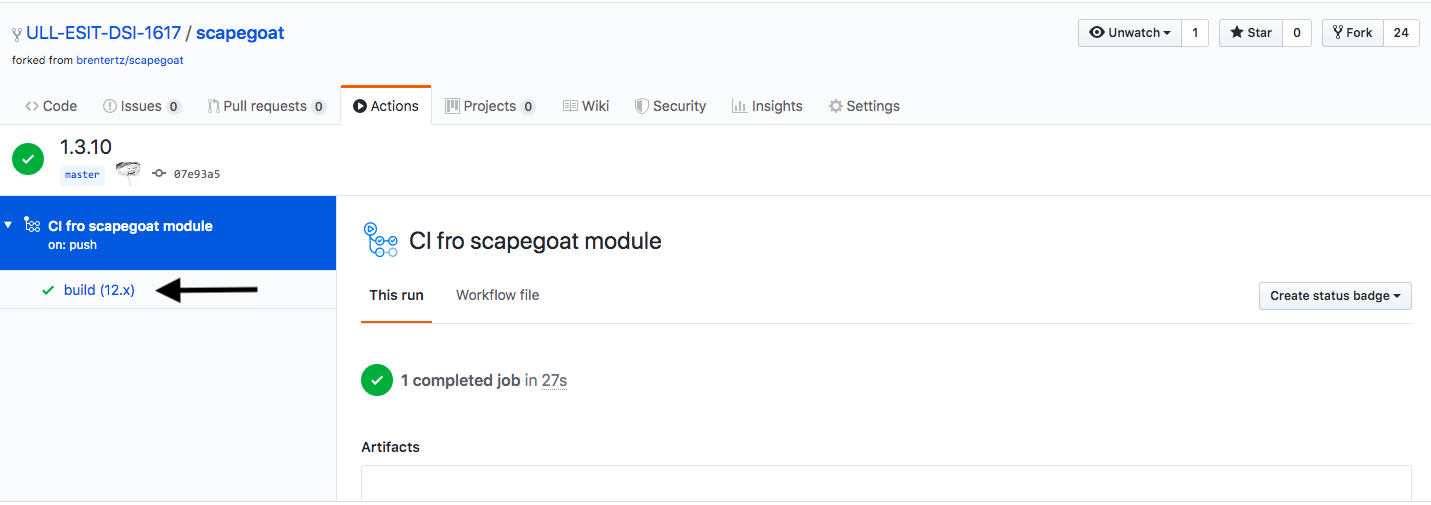 ULL-ESIT-DSI-1617 / scapegoat
Unwatch 1 Star 0 Fork 24
forked from brentertz/scapegoat
Code Issues 0 Pull requests 0 Actions Projects 0 Wiki Security Insights Settings
1.3.10
master 07e93a5
CI fro scapegoat module
on: push
build (12.x)
CI fro scapegoat module
This run Workflow file
Create status badge
1 completed job in 27s
Artifacts